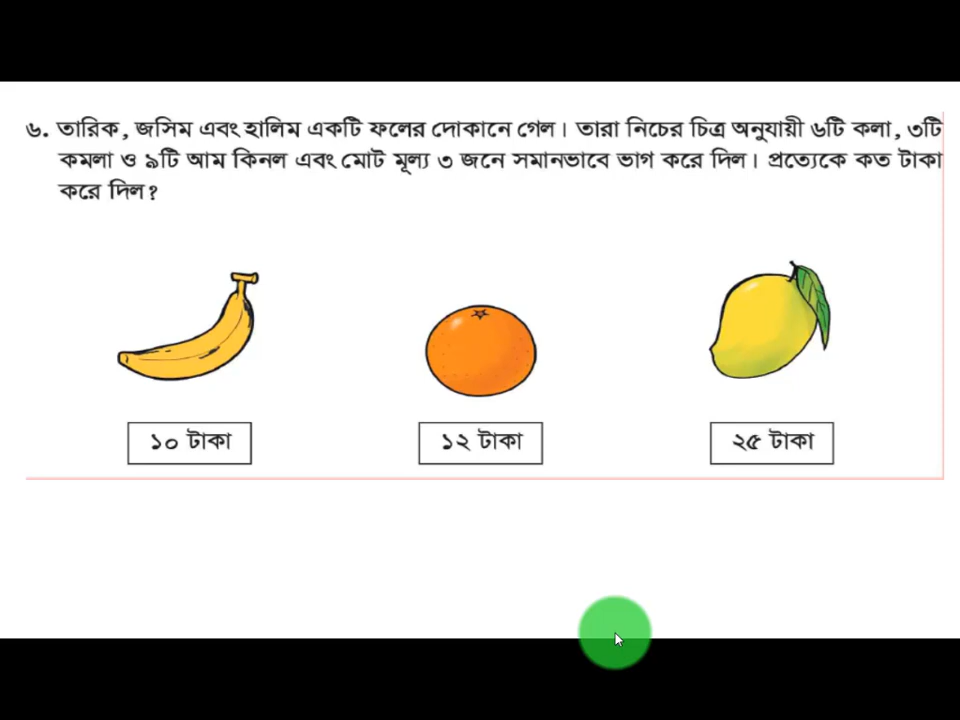 ৬. তারিক, জসিম এবং হালিম একটি ফলের দোকানে গেল। তারা নিচের চিত্র অনুযায়ী ৬টি কলা, ৩টি
কমলা ও ৯টি আম কিনল এবং মোট মূল্য ৩ জনে সমানভাবে ভাগ করে দিল। প্রত্যেকে কত টাকা
করে দিল?
১০ টাকা
১২ টাকা
২৫ টাকা